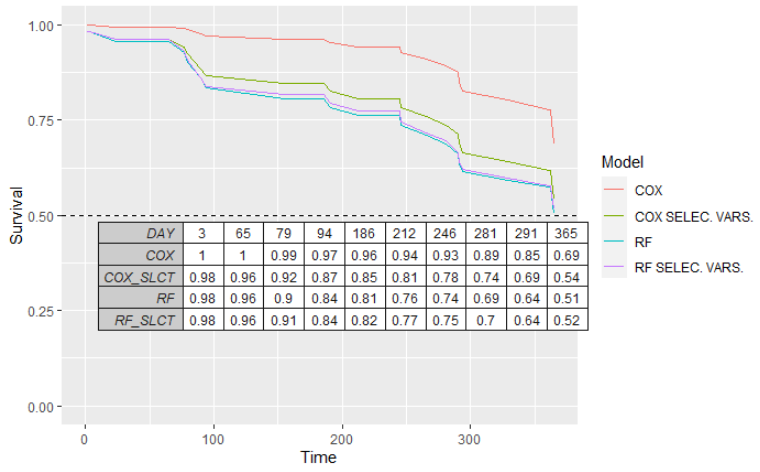 1.00
0.75
0.50
0.25
0.00
Survival
DAY 3 65 79 94 186 212 246 281 291 365
COX 1 1 0.99 0.97 0.96 0.94 0.93 0.89 0.85 0.69
COX_SLCT 0.98 0.96 0.92 0.87 0.85 0.81 0.78 0.74 0.69 0.54
RF 0.98 0.96 0.9 0.84 0.81 0.76 0.74 0.69 0.64 0.51
RF_SLCT 0.98 0.96 0.91 0.84 0.82 0.77 0.75 0.7 0.64 0.52
0 100 200 300
Time
Model
COX
COX SELEC. VARS.
RF
RF SELEC. VARS.